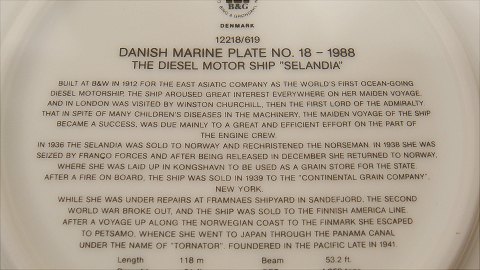 B&G
DENMARK
12218/619
DANISH MARINE PLATE NO. 18 – 1988
THE DIESEL MOTOR SHIP "SELANDIA"
BUILT AT B&W IN 1912 FOR THE EAST ASIATIC COMPANY AS THE WORLD'S FIRST OCEAN-GOING
DIESEL MOTORSHIP, THE SHIP AROUSED GREAT INTEREST EVERYWHERE ON HER MAIDEN VOYAGE,
AND IN LONDON WAS VISITED BY WINSTON CHURCHILL, THEN THE FIRST LORD OF THE ADMIRALTY
THAT IN SPITE OF MANY CHILDREN'S DISEASES IN THE MACHINERY, THE MAIDEN VOYAGE OF THE SHIP
BECAME A SUCCESS, WAS DUE MAINLY TO A GREAT AND EFFICIENT EFFORT ON THE PART OF
THE ENGINE CREW.
IN 1936 THE SELANDIA WAS SOLD TO NORWAY AND RECHRISTENED THE NORSEMAN. IN 1938 SHE WAS
SEIZED BY FRANCO FORCES AND AFTER BEING RELEASED IN DECEMBER SHE RETURNED TO NORWAY,
WHERE SHE WAS LAID UP IN KONGSHAVN TO BE USED AS A GRAIN STORE FOR THE STATE
AFTER A FIRE ON BOARD, THE SHIP WAS SOLD IN 1939 TO THE "CONTINENTAL GRAIN COMPANY",
NEW YORK.
WHILE SHE WAS UNDER REPAIRS AT FRAMNAES SHIPYARD IN SANDEFJORD, THE SECOND
WORLD WAR BROKE OUT, AND THE SHIP WAS SOLD TO THE FINNISH AMERICA LINE
AFTER A VOYAGE ALONG THE NORWEGIAN COAST TO THE FINMARK SHE ESCAPED
TO PETSAMO, WHENCE SHE WENT TO JAPAN THROUGH THE PANAMA CANAL
UNDER THE NAME OF "TORNATOR". FOUNDERED IN THE PACIFIC LATE IN 1941.
Length 118 m Beam 53.2 ft.